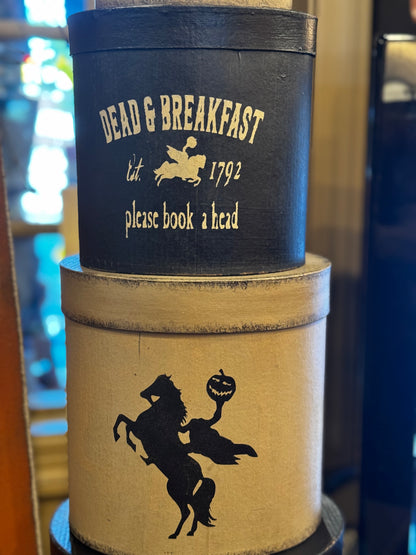 DEAD & BREAKFAST
Est. 1792
please book a head